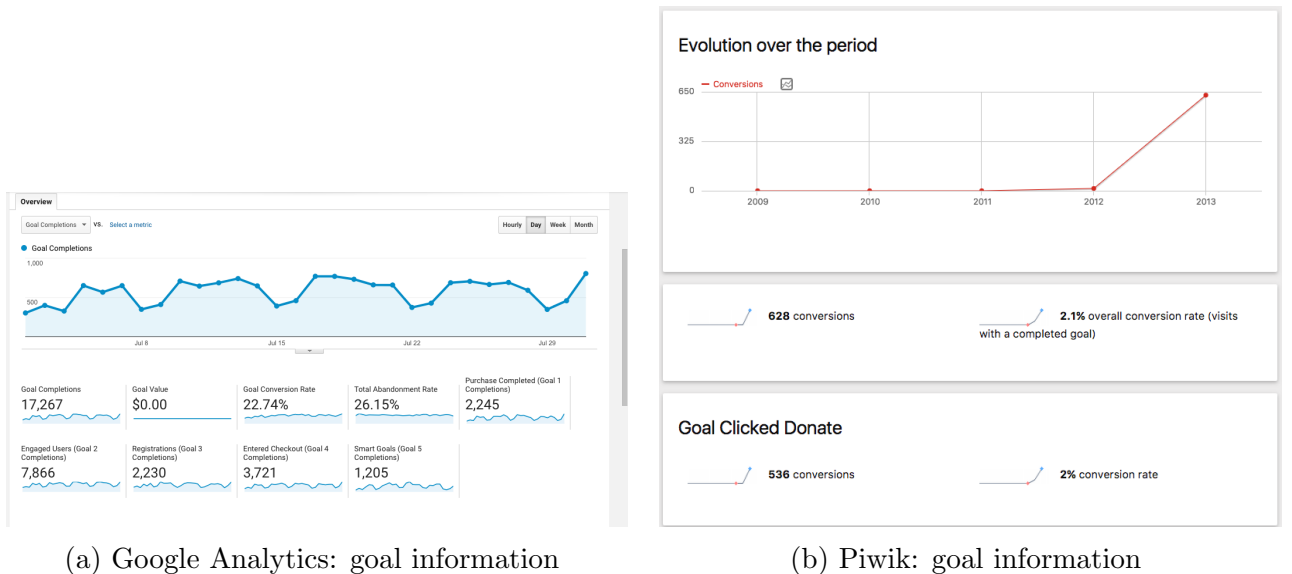 Overview
Goal Completions VS. Select a metric
Hourly Day Week Month
Goal Completions
1,000
500
Jul 8 Jul 15 Jul 22 Jul 29
Goal Completions
17,267
Goal Value
$0.00
Goal Conversion Rate
22.74%
Total Abandonment Rate
26.15%
Purchase Completed (Goal 1
Completions)
2,245
Engaged Users (Goal 2
Completions)
7,866
Registrations (Goal 3
Completions)
2,230
Entered Checkout (Goal 4
Completions)
3,721
Smart Goals (Goal 5
Completions)
1,205
(a) Google Analytics: goal information
Evolution over the period
Conversions
650
325
0
2009 2010 2011 2012 2013
628 conversions
2.1% overall conversion rate (visits
with a completed goal)
Goal Clicked Donate
536 conversions
2% conversion rate
(b) Piwik: goal information